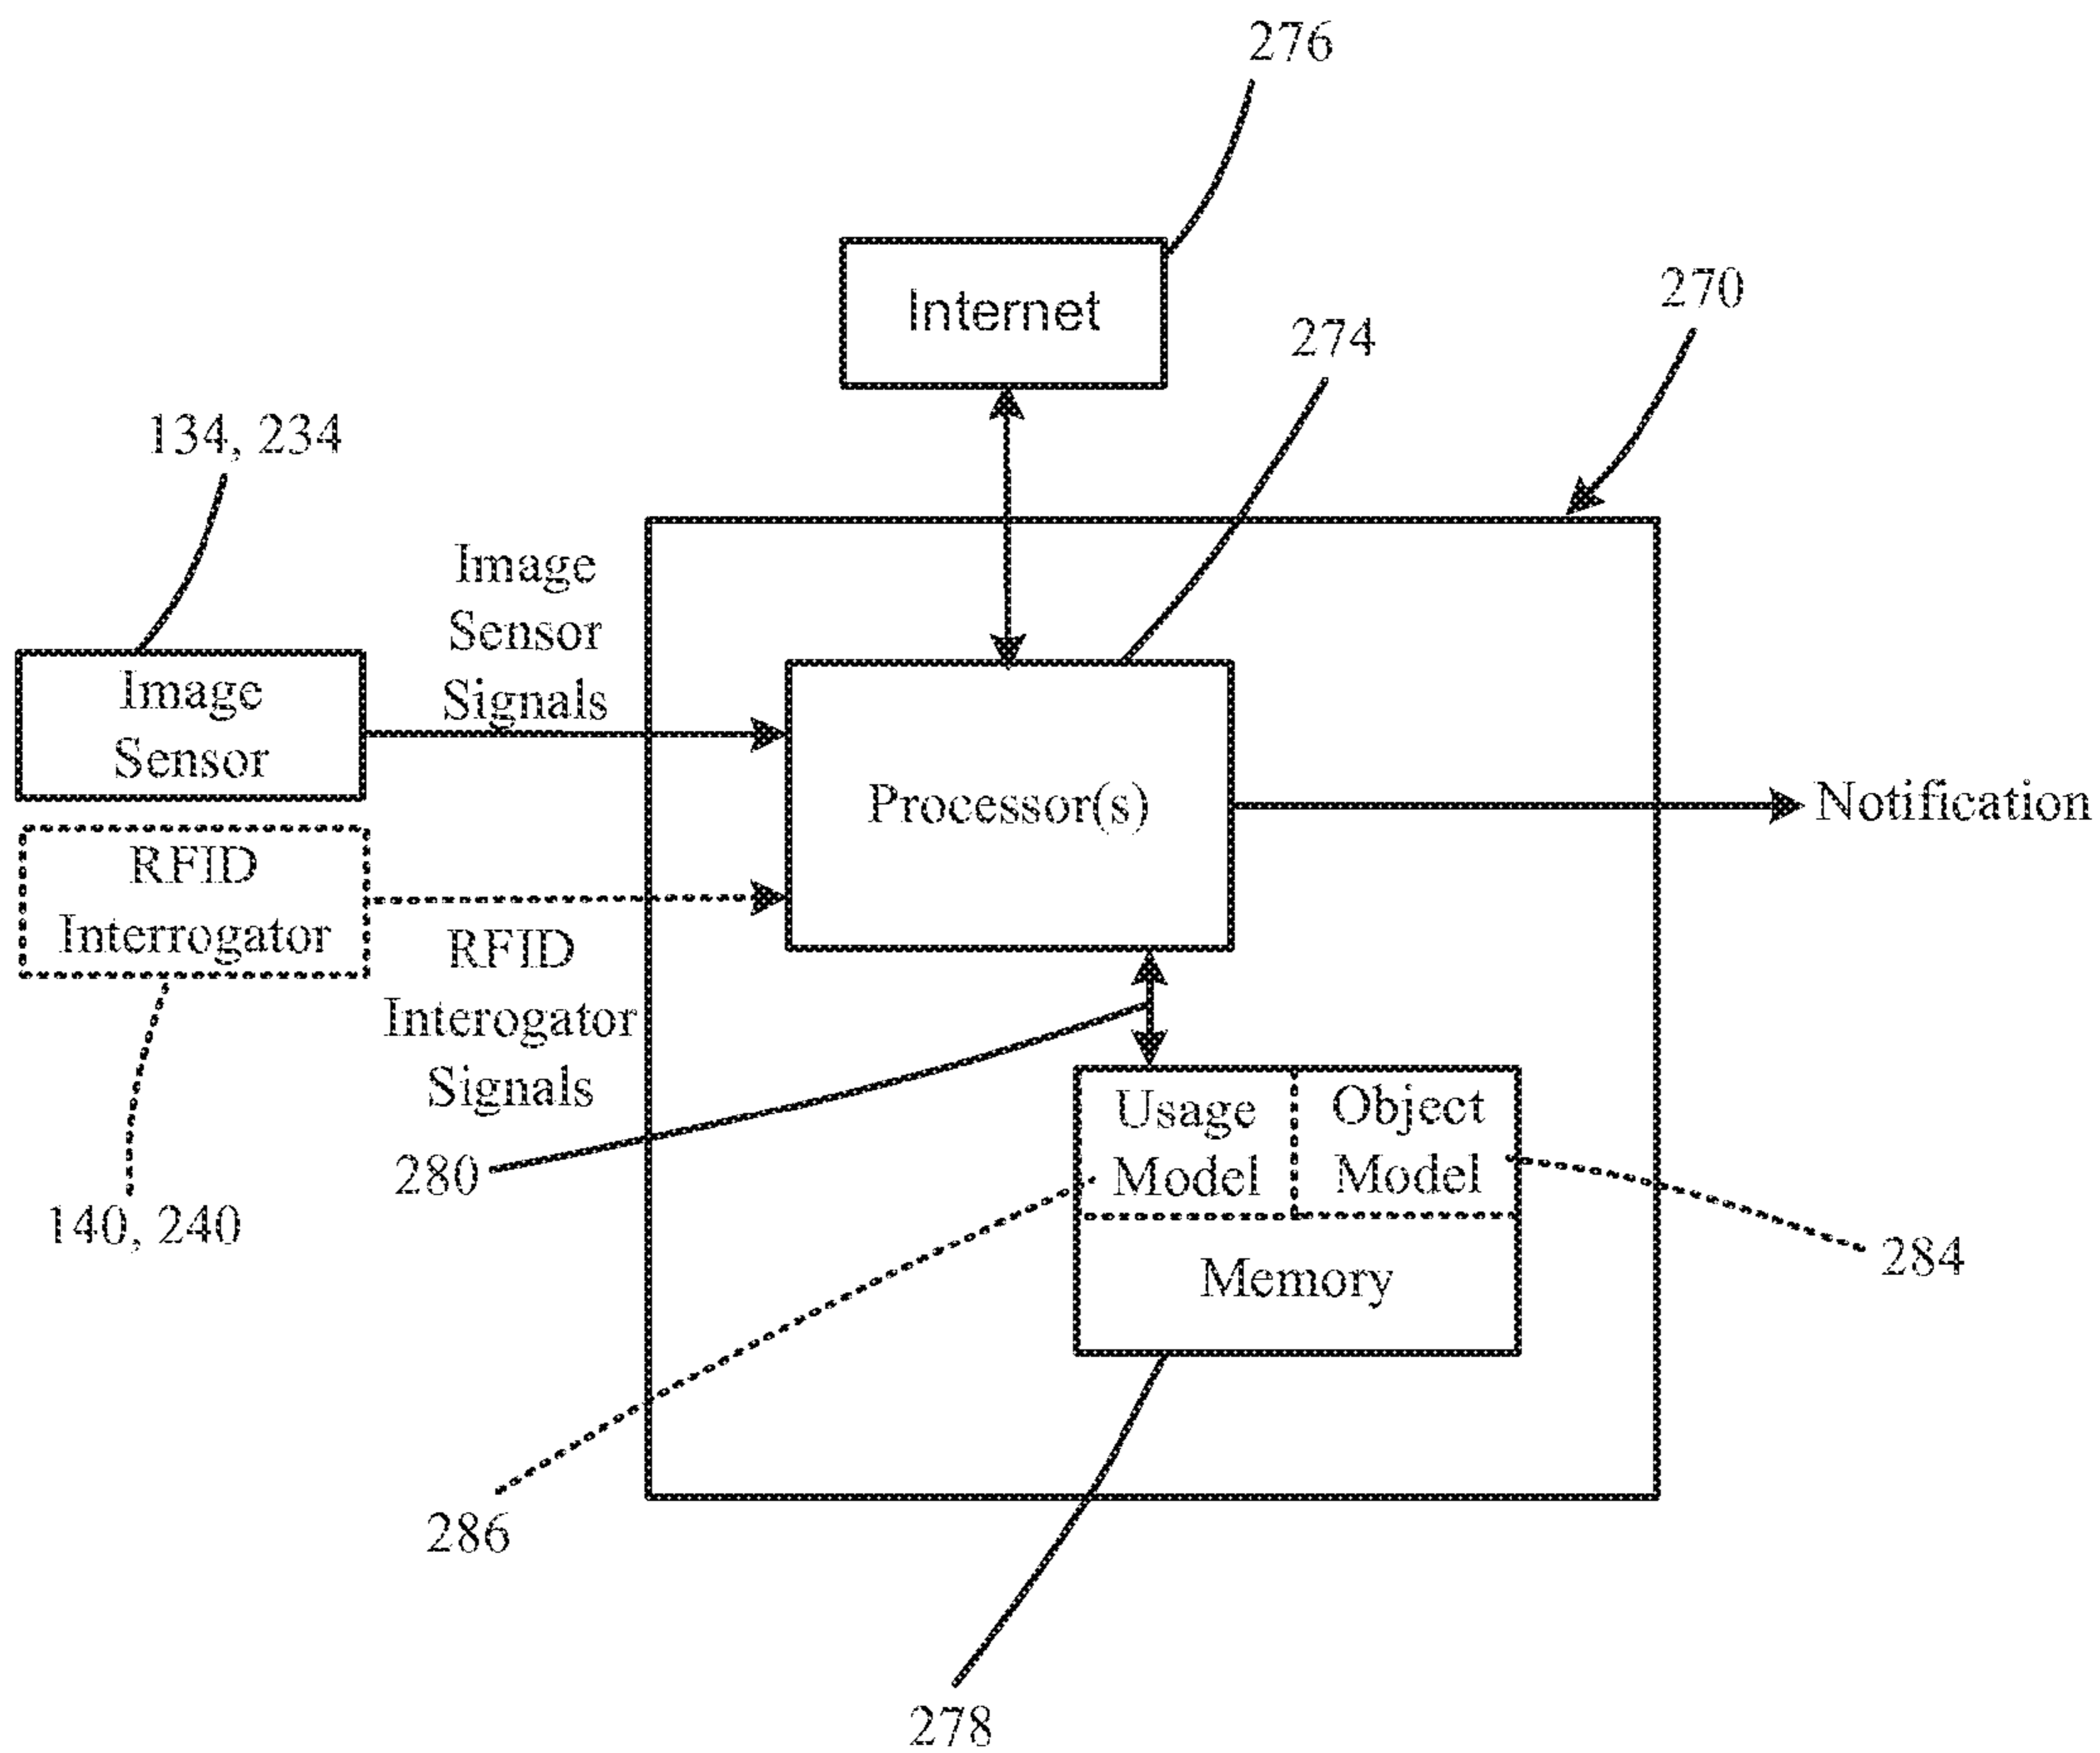 276
Internet
270
274
134, 234
Image
Sensor
Signals
Image
Sensor
Processor(s)
Notification
RFID
Interrogator
RFID
Interogator
Signals
Usage
Model
Object
Model
280
140, 240
284
Memory
286
278